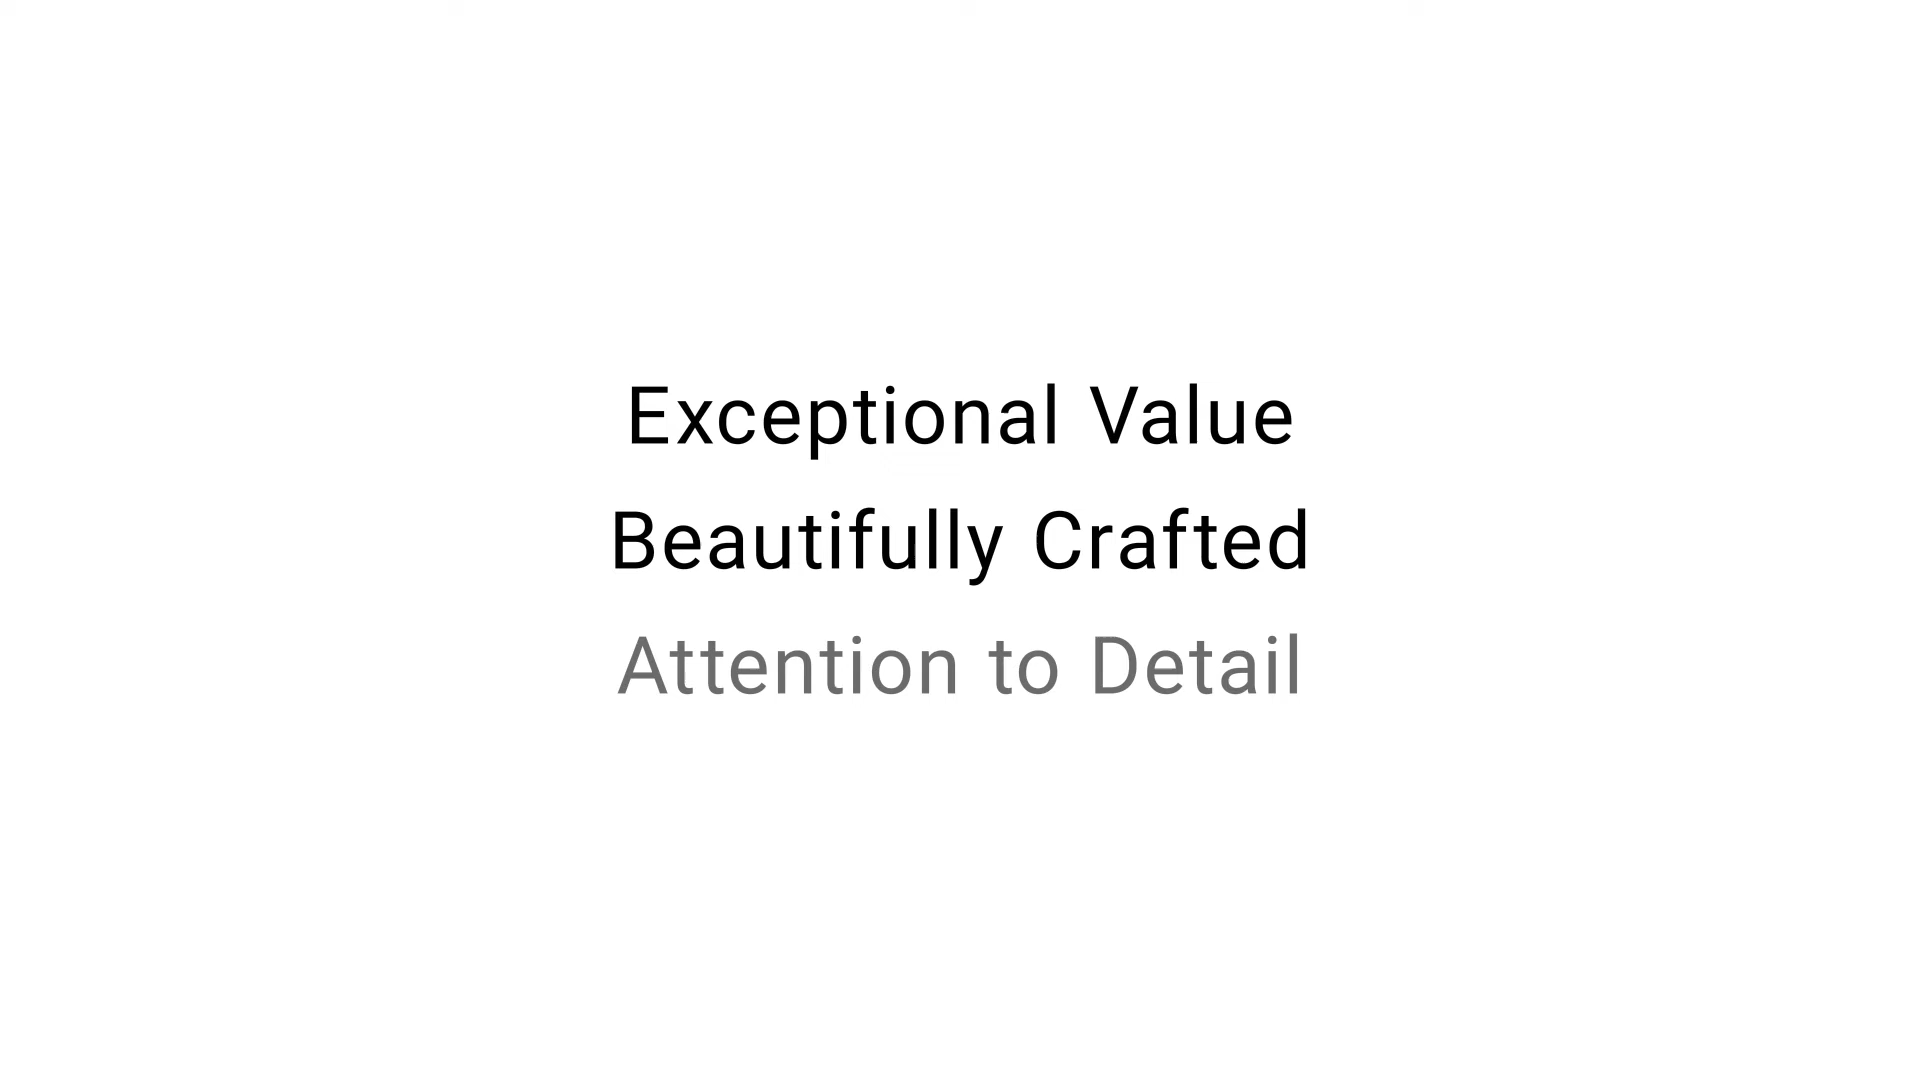 Exceptional Value
Beautifully Crafted
Attention to Detail